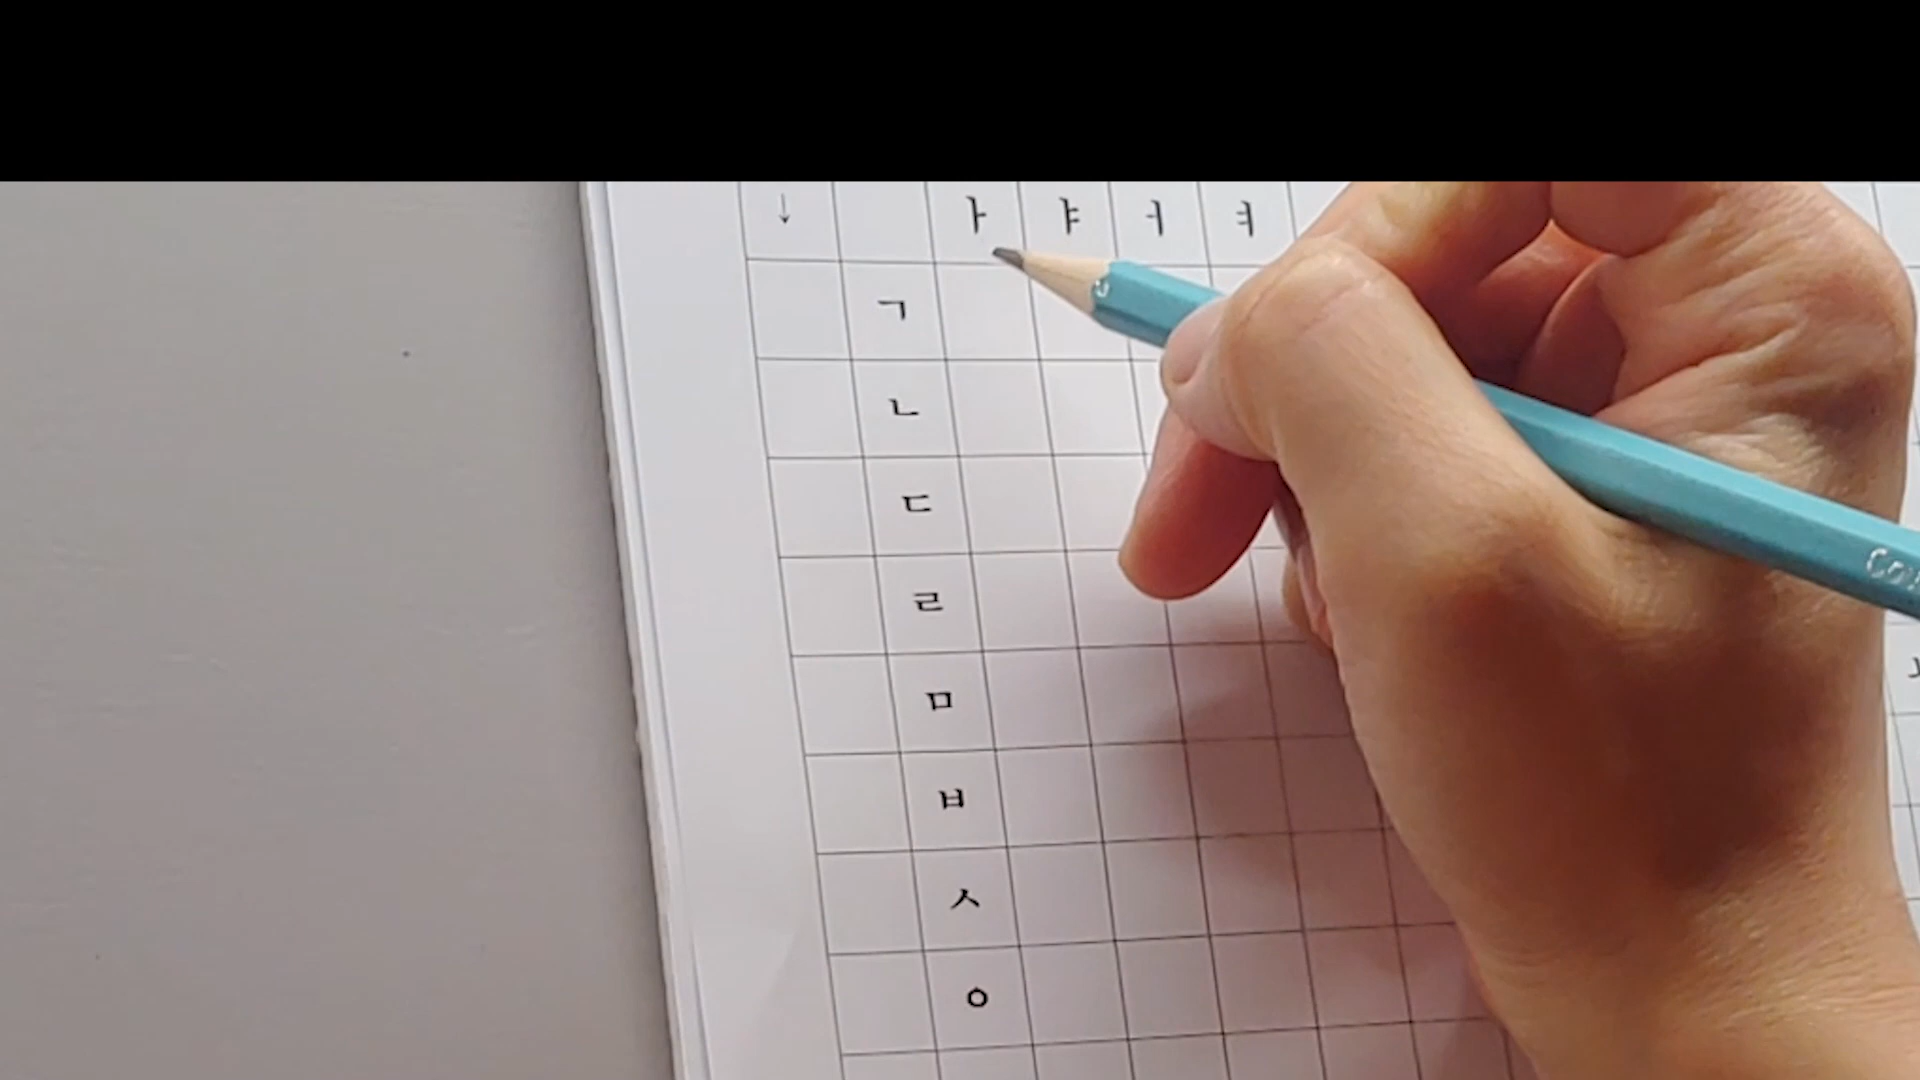 ↓ ㅏ ㅑ ㅓ ㅕ
ㄱ
ㄴ
ㄷ
ㄹ
ㅁ
ㅂ
ㅅ
ㅇ